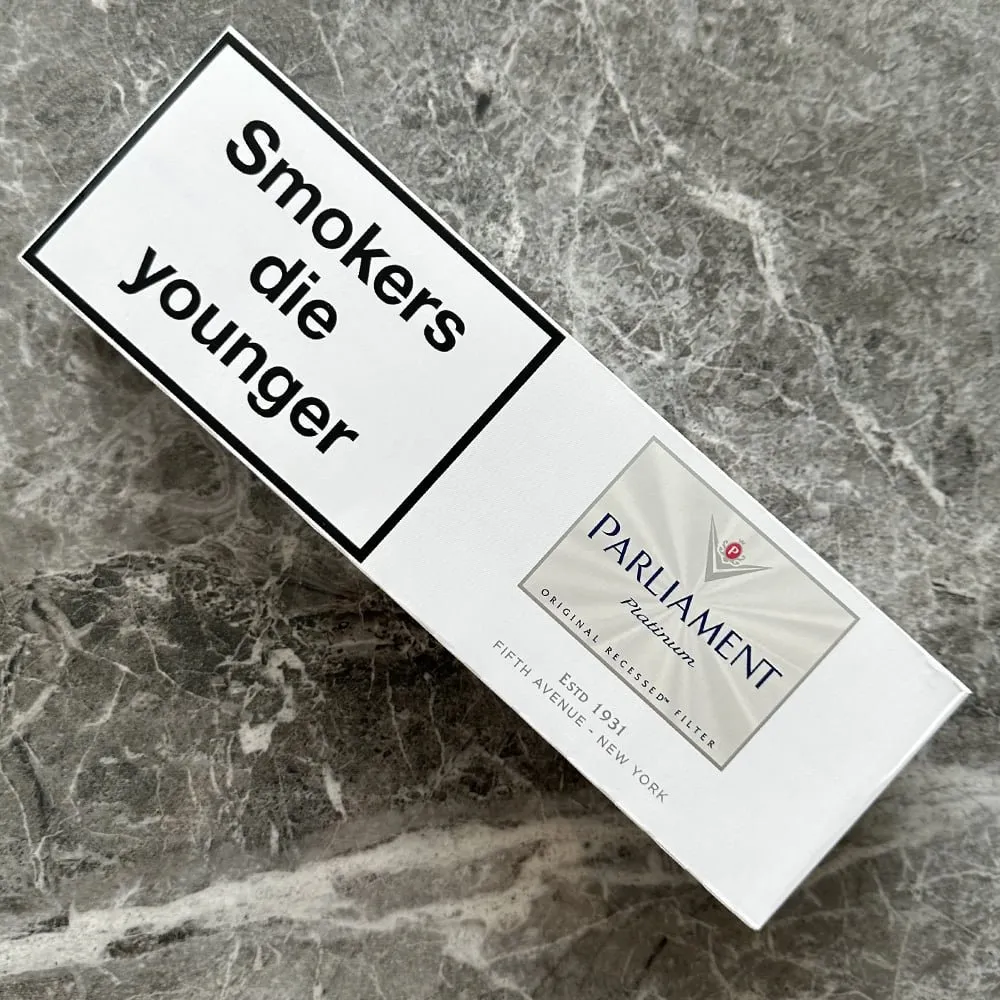 Smokers
die
younger
P
PARLIAMENT
Platinum
ORIGINAL RECESSED™ FILTER
ESTD 1931
FIFTH AVENUE - NEW YORK